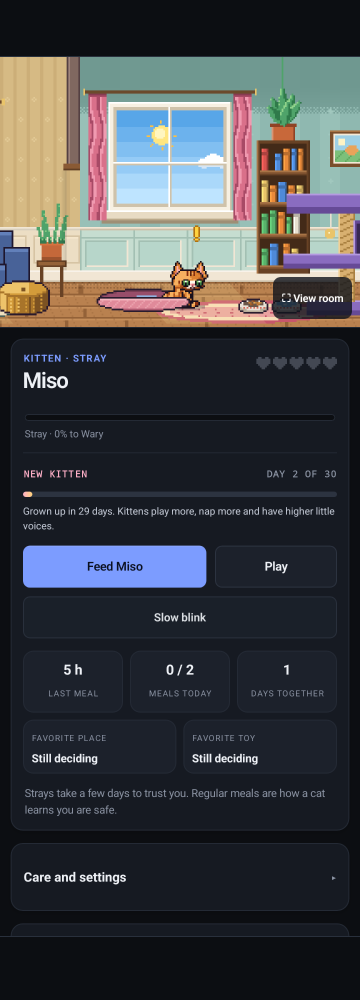 View room
KITTEN · STRAY
Miso
Stray · 0% to Wary
NEW KITTEN
DAY 2 OF 30
Grown up in 29 days. Kittens play more, nap more and have higher little
voices.
Feed Miso
Play
Slow blink
5 h
LAST MEAL
0 / 2
MEALS TODAY
1
DAYS TOGETHER
FAVORITE PLACE
Still deciding
FAVORITE TOY
Still deciding
Strays take a few days to trust you. Regular meals are how a cat
learns you are safe.
Care and settings